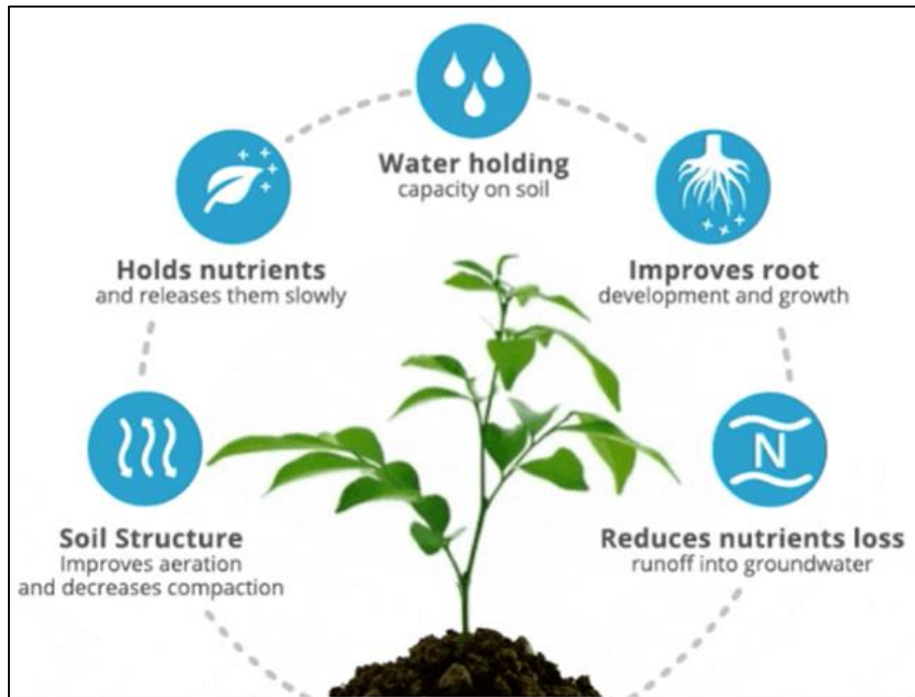 Water holding
capacity on soil
Holds nutrients
and releases them slowly
Improves root
development and growth
N
Soil Structure
Improves aeration
and decreases compaction
Reduces nutrients loss
runoff into groundwater